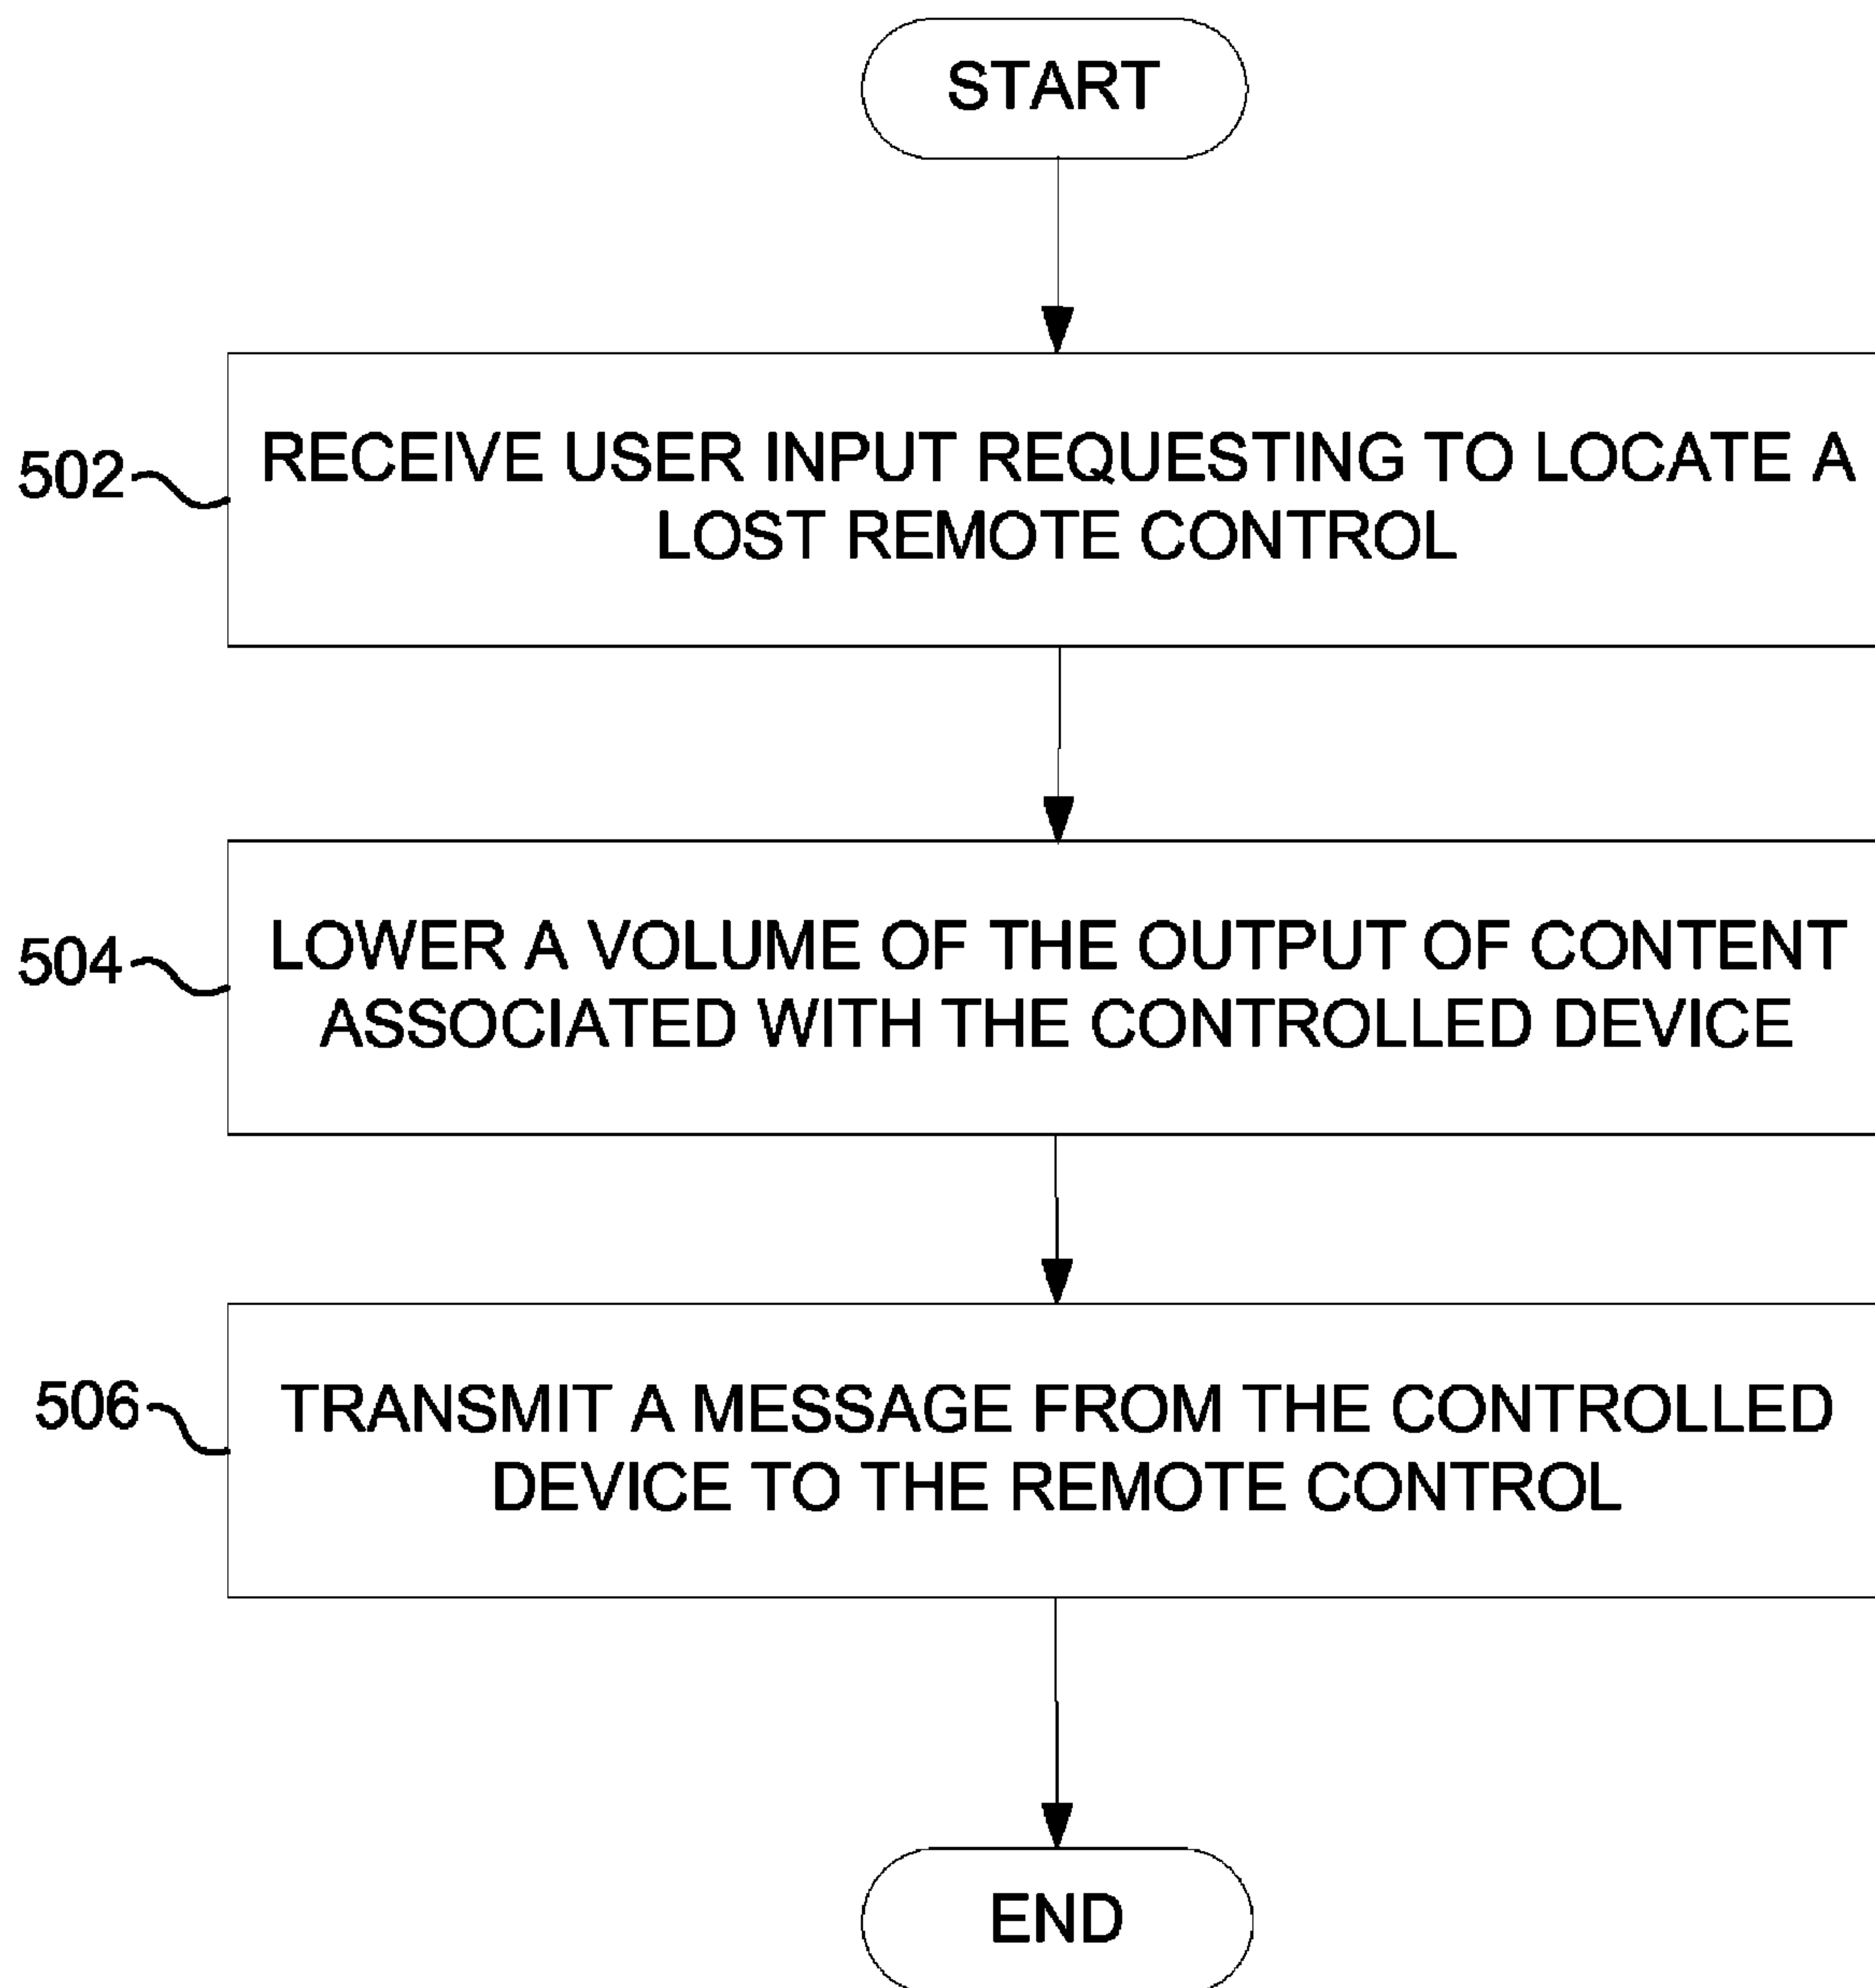 START
502
RECEIVE USER INPUT REQUESTING TO LOCATE A
LOST REMOTE CONTROL
504
LOWER A VOLUME OF THE OUTPUT OF CONTENT
ASSOCIATED WITH THE CONTROLLED DEVICE
506
TRANSMIT A MESSAGE FROM THE CONTROLLED
DEVICE TO THE REMOTE CONTROL
END